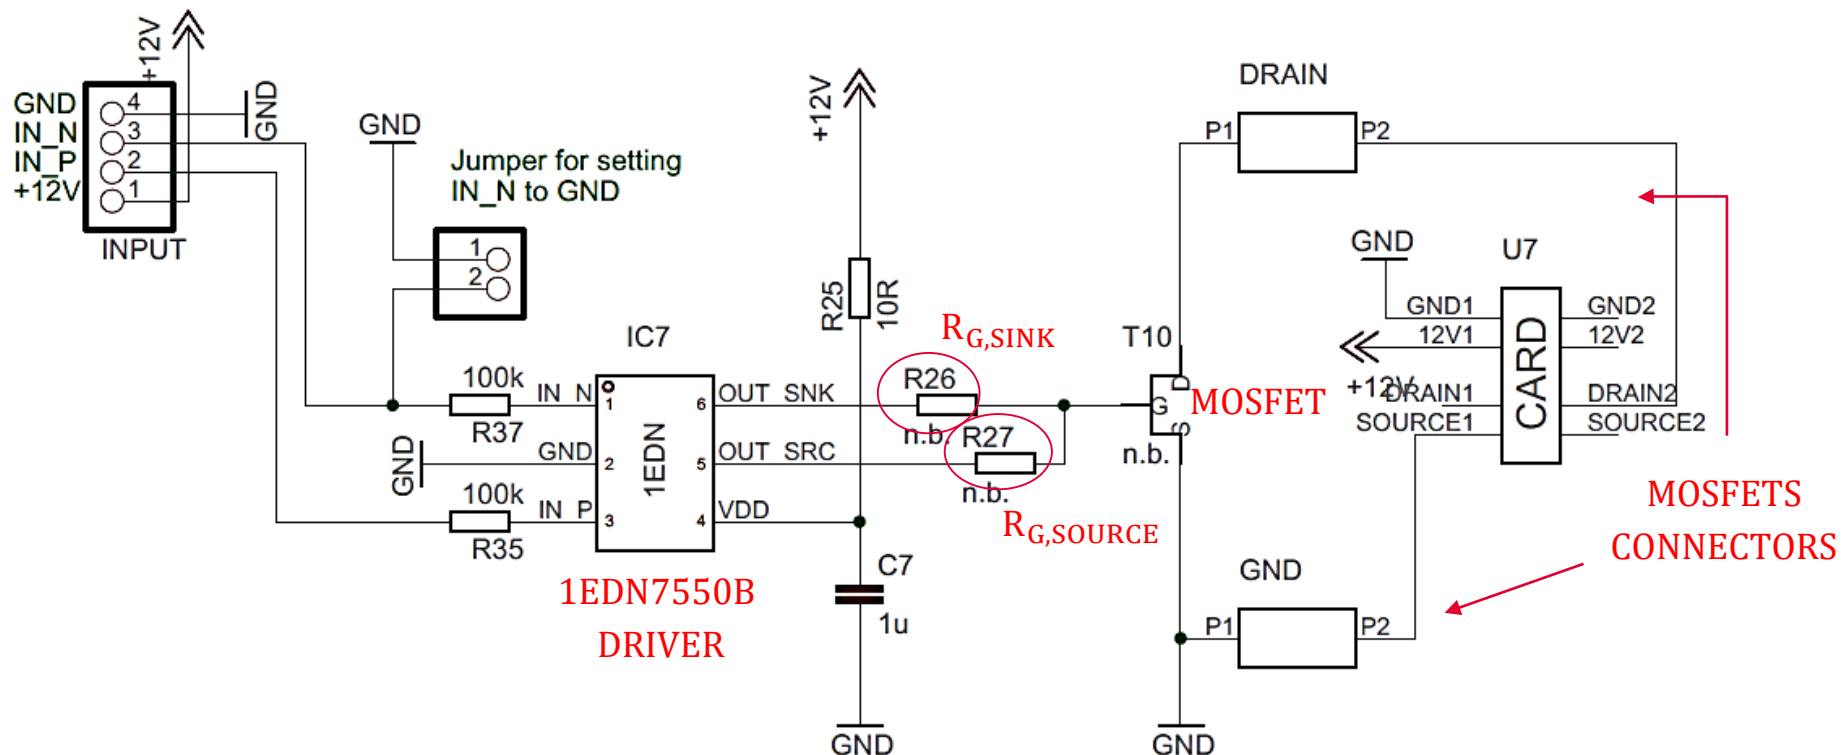 +12V
GND
IN_N
IN_P
+12V
4
3
2
1
GND
INPUT
GND
Jumper for setting
IN_N to GND
1
2
+12V
R25
10R
IC7
100k
R37
IN_N
1
GND
GND
2
100k
R35
IN_P
3
1EDN
6
OUT_SNK
5
OUT_SRC
4
VDD
1EDN7550B
DRIVER
C7
1u
GND
R_G,SINK
R26
n.b.
R27
n.b.
R_G,SOURCE
T10
D
G
S
MOSFET
n.b.
DRAIN
P1
P2
GND
P1
P2
GND
GND
U7
GND1
12V1
+12V
DRAIN1
SOURCE1
CARD
GND2
12V2
DRAIN2
SOURCE2
MOSFETS
CONNECTORS